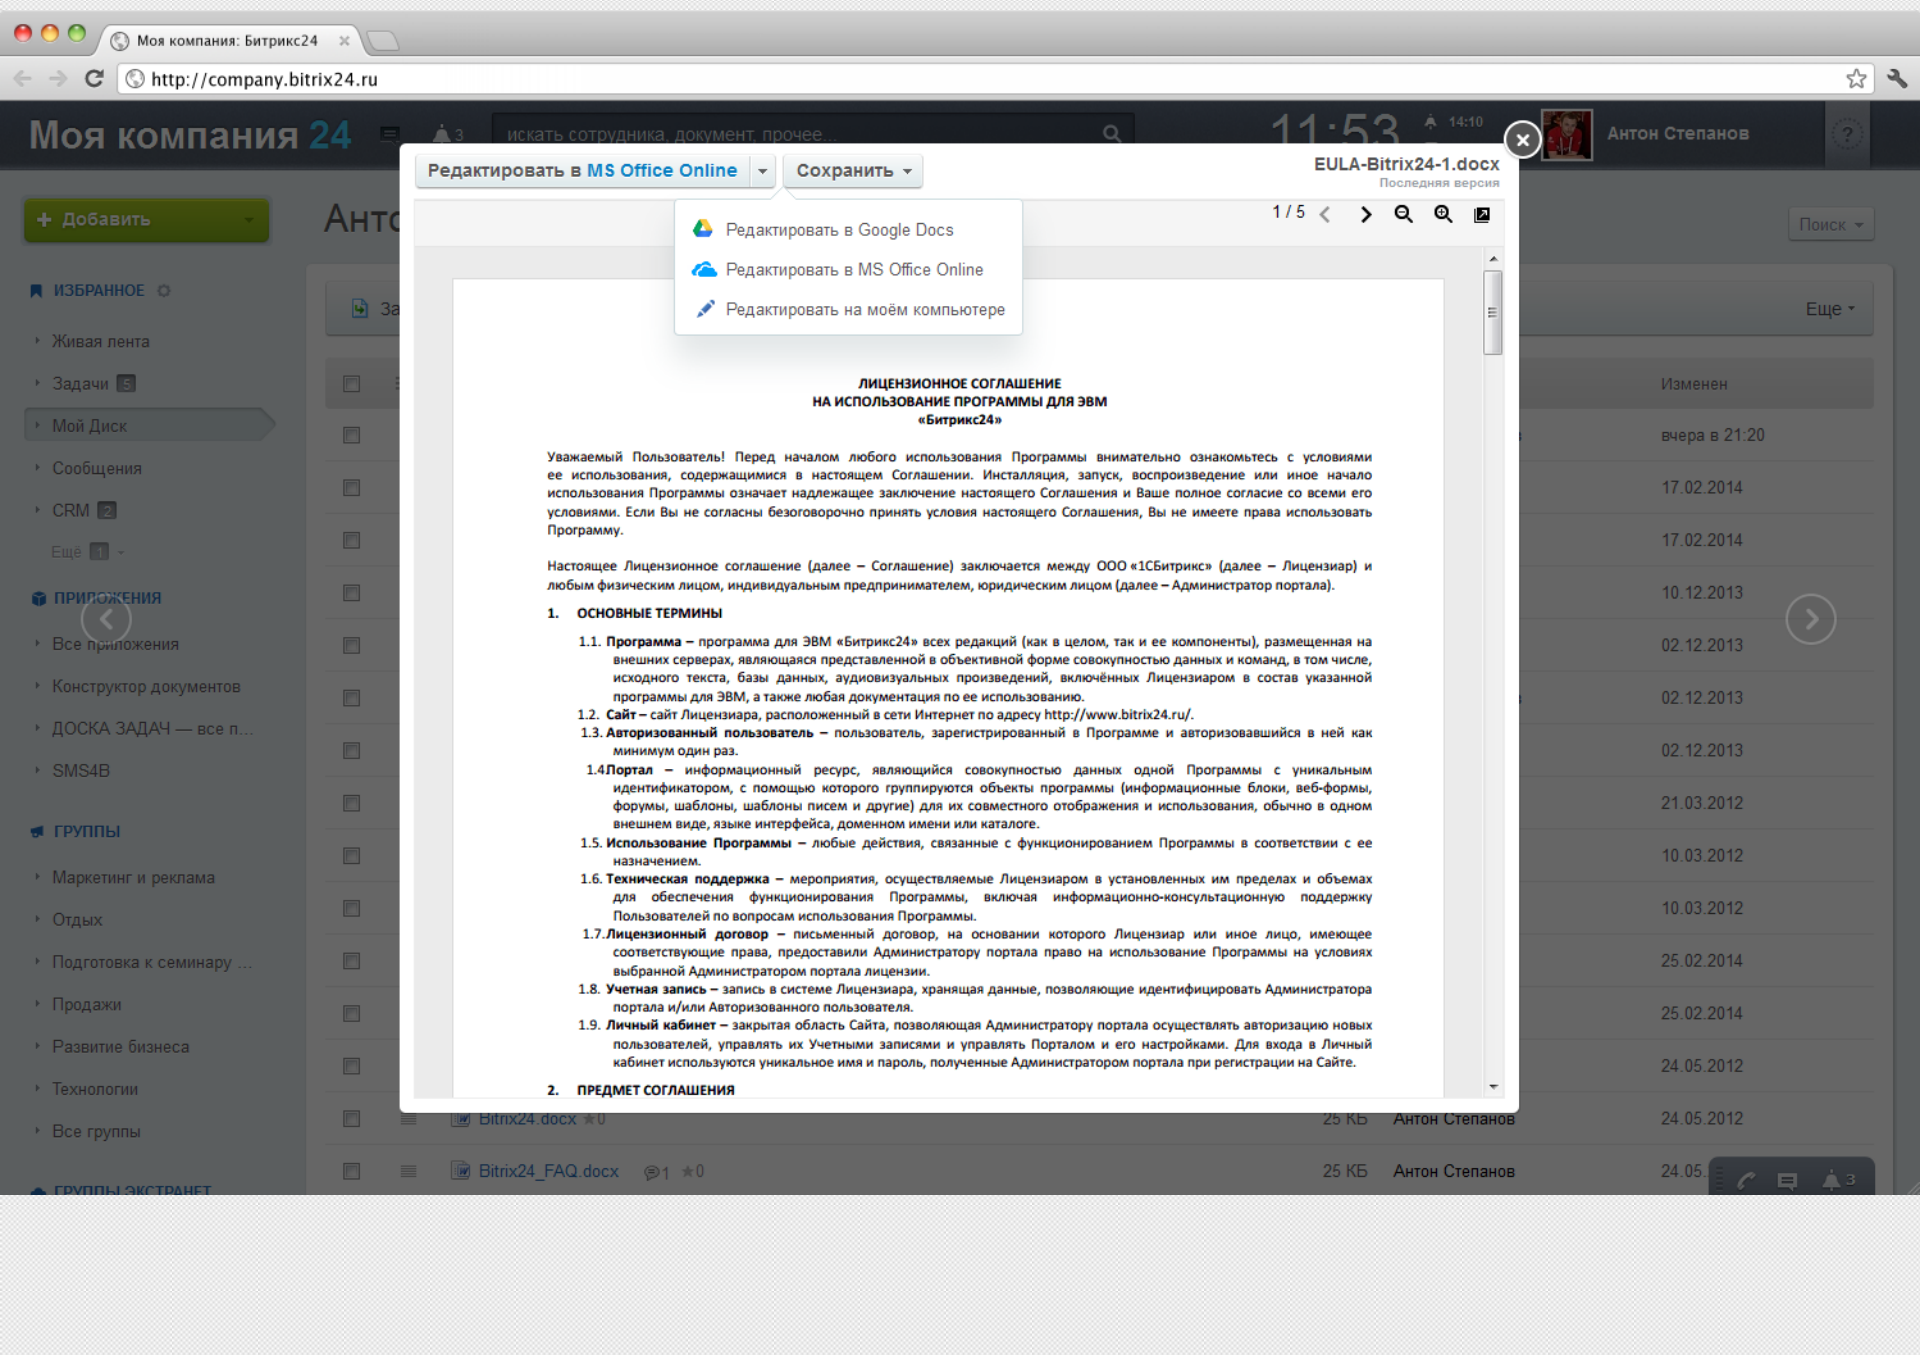 Моя компания: Битрикс24
http://company.bitrix24.ru
Моя компания 24
3
искать сотрудника, документ, прочее...
11:53
14:10
Антон Степанов
?
Редактировать в MS Office Online
Сохранить
EULA-Bitrix24-1.docx
Последняя версия
1 / 5
Редактировать в Google Docs
Редактировать в MS Office Online
Редактировать на моём компьютере
Добавить
Поиск
ИЗБРАННОЕ
Живая лента
Задачи 5
Мой Диск
Сообщения
CRM 2
Ещё 1
ПРИЛОЖЕНИЯ
Все приложения
Конструктор документов
ДОСКА ЗАДАЧ — все п...
SMS4B
ГРУППЫ
Маркетинг и реклама
Отдых
Подготовка к семинару ...
Продажи
Развитие бизнеса
Технологии
Все группы
ГРУППЫ ЭКСТРАНЕТ
ЛИЦЕНЗИОННОЕ СОГЛАШЕНИЕ
НА ИСПОЛЬЗОВАНИЕ ПРОГРАММЫ ДЛЯ ЭВМ
«Битрикс24»
Уважаемый Пользователь! Перед началом любого использования Программы внимательно ознакомьтесь с условиями
ее использования, содержащимися в настоящем Соглашении. Инсталляция, запуск, воспроизведение или иное начало
использования Программы означает надлежащее заключение настоящего Соглашения и Ваше полное согласие со всеми его
условиями. Если Вы не согласны безоговорочно принять условия настоящего Соглашения, Вы не имеете права использовать
Программу.
Настоящее Лицензионное соглашение (далее – Соглашение) заключается между ООО «1СБитрикс» (далее – Лицензиар) и
любым физическим лицом, индивидуальным предпринимателем, юридическим лицом (далее – Администратор портала).
1. ОСНОВНЫЕ ТЕРМИНЫ
1.1. Программа – программа для ЭВМ «Битрикс24» всех редакций (как в целом, так и ее компоненты), размещенная на
внешних серверах, являющаяся представленной в объективной форме совокупностью данных и команд, в том числе,
исходного текста, базы данных, аудиовизуальных произведений, включённых Лицензиаром в состав указанной
программы для ЭВМ, а также любая документация по ее использованию.
1.2. Сайт – сайт Лицензиара, расположенный в сети Интернет по адресу http://www.bitrix24.ru/.
1.3. Авторизованный пользователь – пользователь, зарегистрированный в Программе и авторизовавшийся в ней как
минимум один раз.
1.4Портал – информационный ресурс, являющийся совокупностью данных одной Программы с уникальным
идентификатором, с помощью которого группируются объекты программы (информационные блоки, веб-формы,
форумы, шаблоны, шаблоны писем и другие) для их совместного отображения и использования, обычно в одном
внешнем виде, языке интерфейса, доменном имени или каталоге.
1.5. Использование Программы – любые действия, связанные с функционированием Программы в соответствии с ее
назначением.
1.6. Техническая поддержка – мероприятия, осуществляемые Лицензиаром в установленных им пределах и объемах
для обеспечения функционирования Программы, включая информационно-консультационную поддержку
Пользователей по вопросам использования Программы.
1.7.Лицензионный договор – письменный договор, на основании которого Лицензиар или иное лицо, имеющее
соответствующие права, предоставили Администратору портала право на использование Программы на условиях
выбранной Администратором портала лицензии.
1.8. Учетная запись – запись в системе Лицензиара, хранящая данные, позволяющие идентифицировать Администратора
портала и/или Авторизованного пользователя.
1.9. Личный кабинет – закрытая область Сайта, позволяющая Администратору портала осуществлять авторизацию новых
пользователей, управлять их Учетными записями и управлять Порталом и его настройками. Для входа в Личный
кабинет используются уникальное имя и пароль, полученные Администратором портала при регистрации на Сайте.
2. ПРЕДМЕТ СОГЛАШЕНИЯ
Еще
Изменен
вчера в 21:20
17.02.2014
17.02.2014
10.12.2013
02.12.2013
02.12.2013
02.12.2013
21.03.2012
10.03.2012
10.03.2012
25.02.2014
25.02.2014
24.05.2012
Bitrix24.docx 0 25 КБ Антон Степанов 24.05.2012
Bitrix24_FAQ.docx 1 0 25 КБ Антон Степанов 24.05.
3